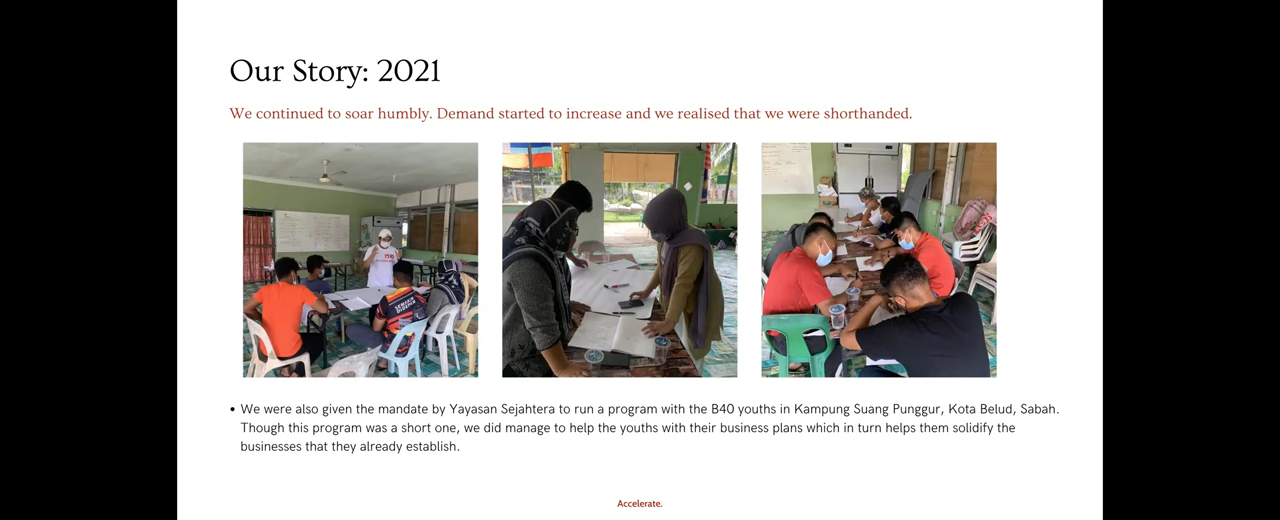 Our Story: 2021
We continued to soar humbly. Demand started to increase and we realised that we were shorthanded.
• We were also given the mandate by Yayasan Sejahtera to run a program with the B40 youths in Kampung Suang Punggur, Kota Belud, Sabah.
Though this program was a short one, we did manage to help the youths with their business plans which in turn helps them solidify the
businesses that they already establish.
Accelerate.